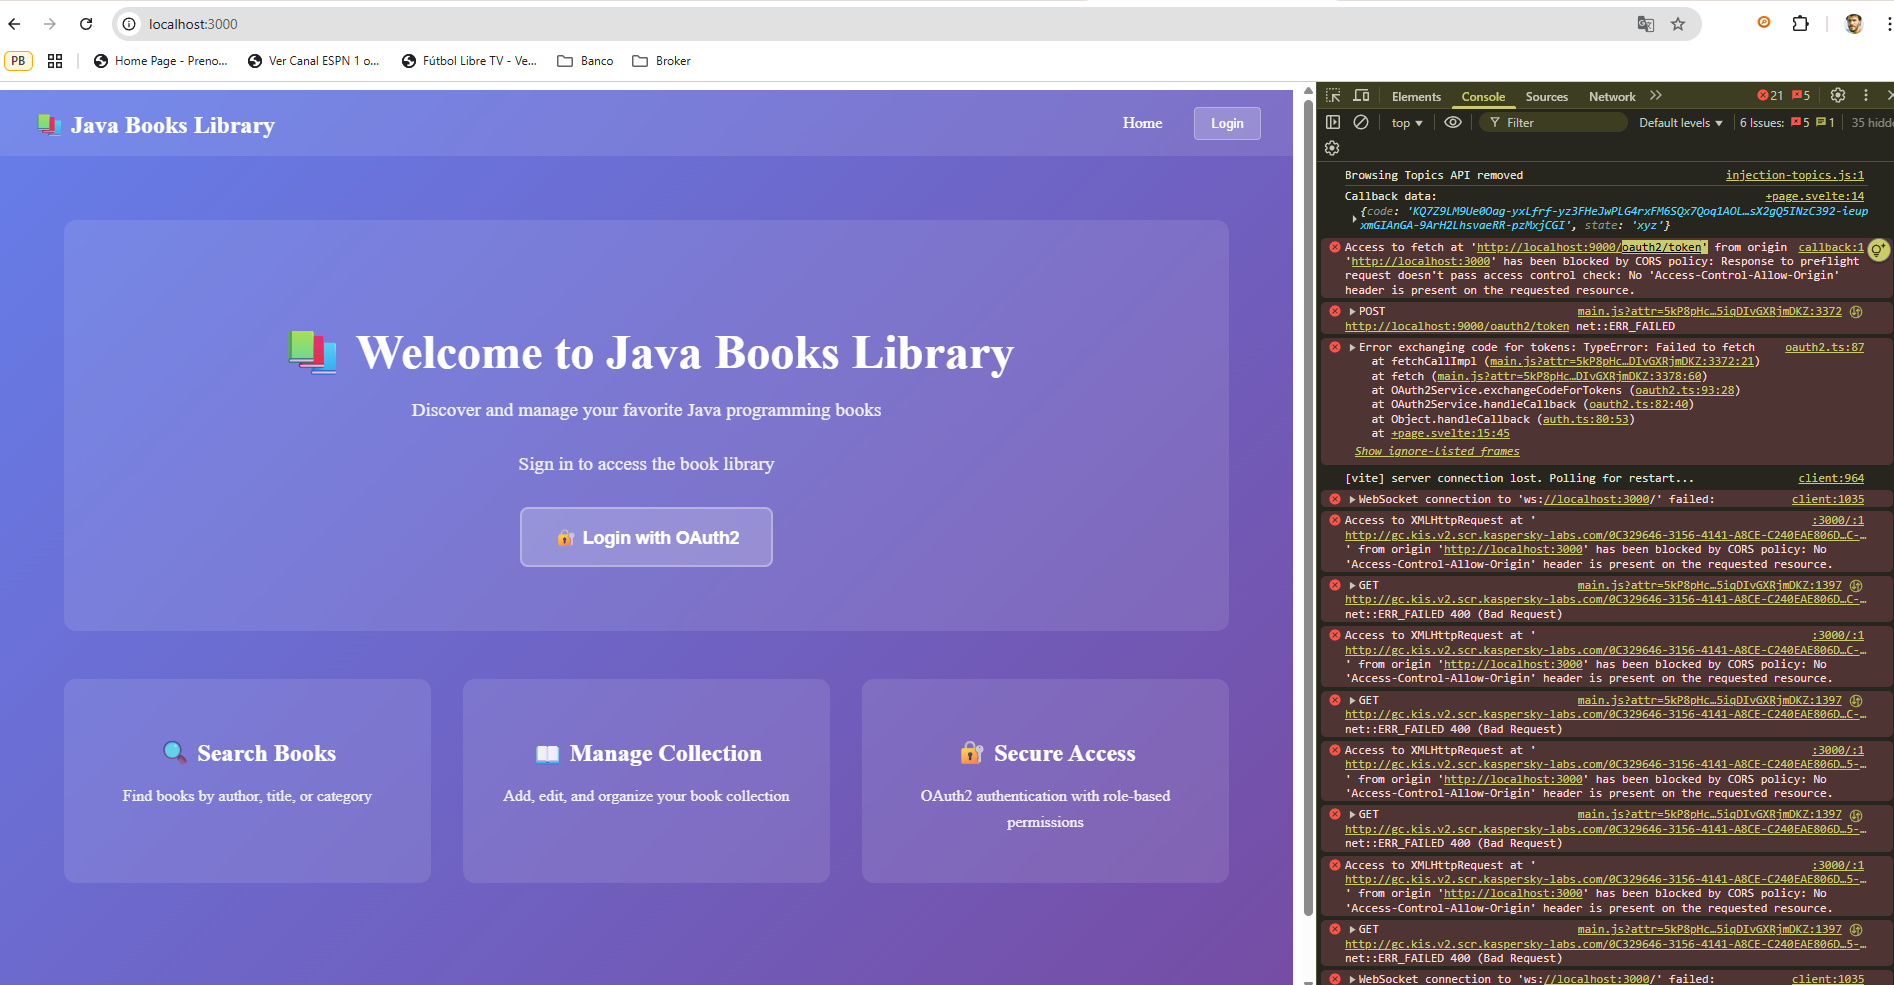 localhost:3000
PB
Home Page - Preno...
Ver Canal ESPN 1 o...
Fútbol Libre TV - Ve...
Banco
Broker
Java Books Library
Home
Login
Welcome to Java Books Library
Discover and manage your favorite Java programming books
Sign in to access the book library
Login with OAuth2
Search Books
Find books by author, title, or category
Manage Collection
Add, edit, and organize your book collection
Secure Access
OAuth2 authentication with role-based
permissions
Elements Console Sources Network 21 5
top Filter Default levels 6 Issues: 5 1 35 hidde
Browsing Topics API removed injection-topics.js:1
Callback data: +page.svelte:14
{code: 'KQ7Z9LM9Ue0Oag-yxLfrf-yz3FHeJwPLG4rxFM6SQx7Qoq1AOL…sX2gQ5INzC392-ieup
xmGIAnGA-9ArH2LhsvaeRR-pzMxjCGI', state: 'xyz'}
Access to fetch at 'http://localhost:9000/oauth2/token' from origin callback:1
'http://localhost:3000' has been blocked by CORS policy: Response to preflight
request doesn't pass access control check: No 'Access-Control-Allow-Origin'
header is present on the requested resource.
POST main.js?attr=5kP8pHc…5iqDIvGXRjmDKZ:3372
http://localhost:9000/oauth2/token net::ERR_FAILED
Error exchanging code for tokens: TypeError: Failed to fetch oauth2.ts:87
at fetchCallImpl (main.js?attr=5kP8pHc…DIvGXRjmDKZ:3372:21)
at fetch (main.js?attr=5kP8pHc…DIvGXRjmDKZ:3378:60)
at OAuth2Service.exchangeCodeForTokens (oauth2.ts:93:28)
at OAuth2Service.handleCallback (oauth2.ts:82:40)
at Object.handleCallback (auth.ts:80:53)
at +page.svelte:15:45
Show ignore-listed frames
[vite] server connection lost. Polling for restart... client:964
WebSocket connection to 'ws://localhost:3000/' failed: client:1035
Access to XMLHttpRequest at ' :3000/:1
http://gc.kis.v2.scr.kaspersky-labs.com/0C329646-3156-4141-A8CE-C240EAE806D…C-…
' from origin 'http://localhost:3000' has been blocked by CORS policy: No
'Access-Control-Allow-Origin' header is present on the requested resource.
GET main.js?attr=5kP8pHc…5iqDIvGXRjmDKZ:1397
http://gc.kis.v2.scr.kaspersky-labs.com/0C329646-3156-4141-A8CE-C240EAE806D…C-…
net::ERR_FAILED 400 (Bad Request)
Access to XMLHttpRequest at ' :3000/:1
http://gc.kis.v2.scr.kaspersky-labs.com/0C329646-3156-4141-A8CE-C240EAE806D…C-…
' from origin 'http://localhost:3000' has been blocked by CORS policy: No
'Access-Control-Allow-Origin' header is present on the requested resource.
GET main.js?attr=5kP8pHc…5iqDIvGXRjmDKZ:1397
http://gc.kis.v2.scr.kaspersky-labs.com/0C329646-3156-4141-A8CE-C240EAE806D…C-…
net::ERR_FAILED 400 (Bad Request)
Access to XMLHttpRequest at ' :3000/:1
http://gc.kis.v2.scr.kaspersky-labs.com/0C329646-3156-4141-A8CE-C240EAE806D…5-…
' from origin 'http://localhost:3000' has been blocked by CORS policy: No
'Access-Control-Allow-Origin' header is present on the requested resource.
GET main.js?attr=5kP8pHc…5iqDIvGXRjmDKZ:1397
http://gc.kis.v2.scr.kaspersky-labs.com/0C329646-3156-4141-A8CE-C240EAE806D…5-…
net::ERR_FAILED 400 (Bad Request)
Access to XMLHttpRequest at ' :3000/:1
http://gc.kis.v2.scr.kaspersky-labs.com/0C329646-3156-4141-A8CE-C240EAE806D…5-…
' from origin 'http://localhost:3000' has been blocked by CORS policy: No
'Access-Control-Allow-Origin' header is present on the requested resource.
GET main.js?attr=5kP8pHc…5iqDIvGXRjmDKZ:1397
http://gc.kis.v2.scr.kaspersky-labs.com/0C329646-3156-4141-A8CE-C240EAE806D…5-…
net::ERR_FAILED 400 (Bad Request)
WebSocket connection to 'ws://localhost:3000/' failed: client:1035